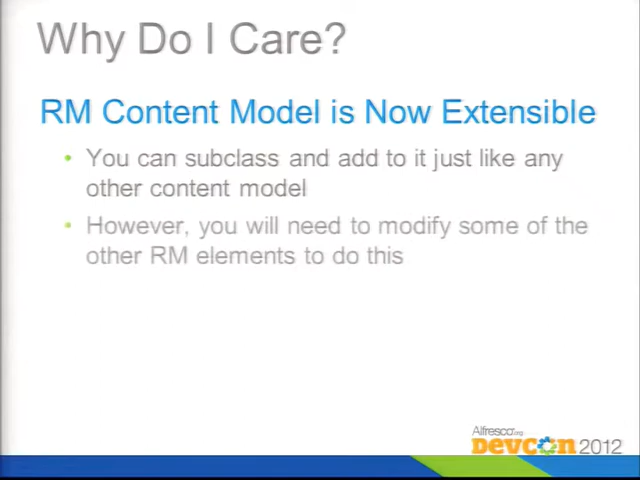 Why Do I Care?
RM Content Model is Now Extensible
You can subclass and add to it just like any
other content model
However, you will need to modify some of the
other RM elements to do this
Alfresco.org
DEVCON 2012